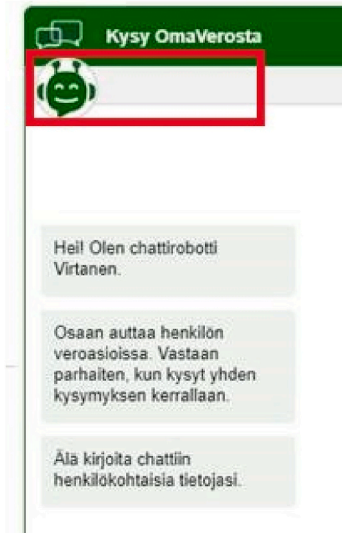 Kysy OmaVerosta
Hei! Olen chattirobotti
Virtanen.
Osaan auttaa henkilön
veroasioissa. Vastaan
parhaiten, kun kysyt yhden
kysymyksen kerrallaan.
Älä kirjoita chattiin
henkilökohtaisia tietojasi.